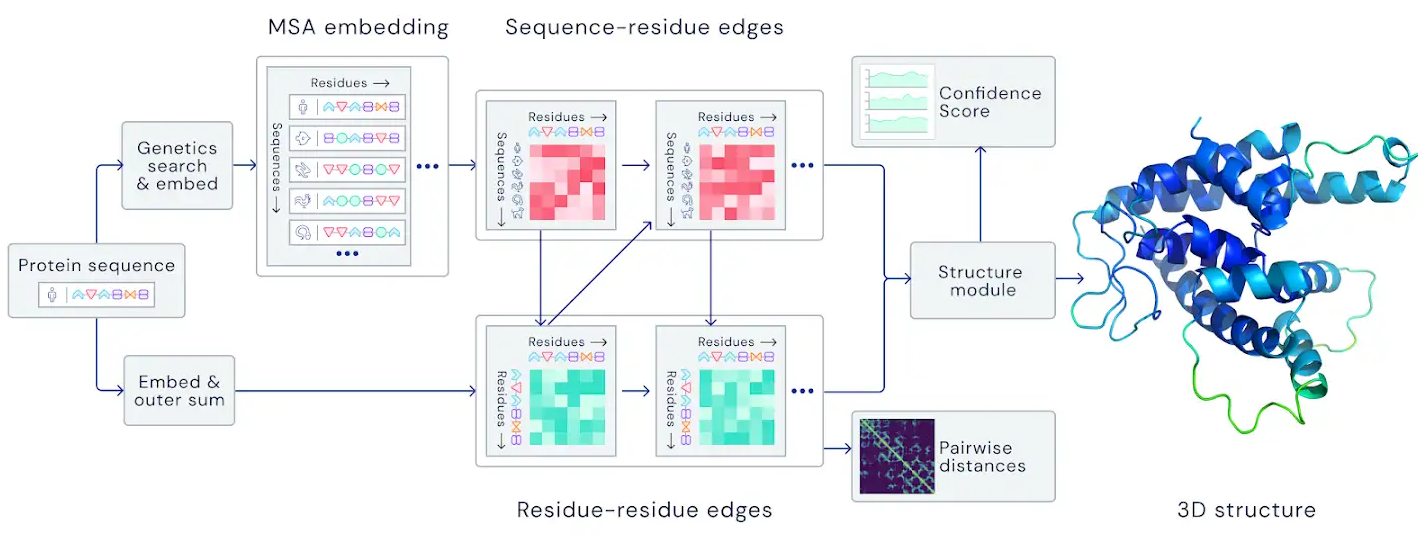 MSA embedding
Sequence-residue edges
Residues →
Sequences →
Genetics
search
& embed
Protein sequence
Embed &
outer sum
Residues →
Sequences →
Residues →
Sequences →
Residues →
Residues →
Residues →
Residues →
Confidence
Score
Structure
module
Pairwise
distances
Residue-residue edges
3D structure